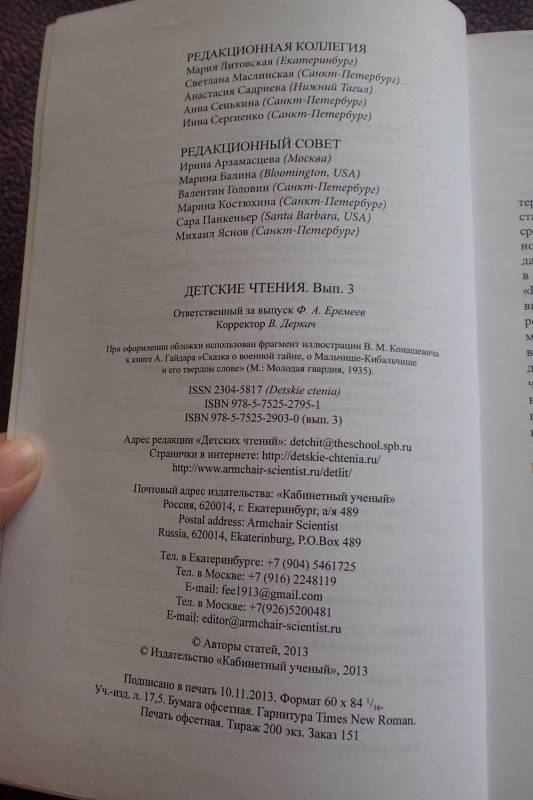 РЕДАКЦИОННАЯ КОЛЛЕГИЯ
Мария Литовская (Екатеринбург)
Светлана Маслинская (Санкт-Петербург)
Анастасия Садриева (Нижний Тагил)
Анна Сенькина (Санкт-Петербург)
Инна Сергиенко (Санкт-Петербург)
РЕДАКЦИОННЫЙ СОВЕТ
Ирина Арзамасцева (Москва)
Марина Балина (Bloomington, USA)
Валентин Головин (Санкт-Петербург)
Марина Костюхина (Санкт-Петербург)
Сара Панкеньер (Santa Barbara, USA)
Михаил Яснов (Санкт-Петербург)
ДЕТСКИЕ ЧТЕНИЯ. Вып. 3
Ответственный за выпуск Ф. А. Еремеев
Корректор В. Деркач
При оформлении обложки использован фрагмент иллюстрации В. М. Конашевича
к книге А. Гайдара «Сказка о военной тайне, о Мальчише-Кибальчише
и его твердом слове» (М.: Молодая гвардия, 1935).
ISSN 2304-5817 (Detskie ctenia)
ISBN 978-5-7525-2795-1
ISBN 978-5-7525-2903-0 (вып. 3)
Адрес редакции «Детских чтений»: detchit@theschool.spb.ru
Странички в интернете: http://detskie-chtenia.ru/
http://www.armchair-scientist.ru/detlit/
Почтовый адрес издательства: «Кабинетный ученый»
Россия, 620014, г. Екатеринбург, а/я 489
Postal address: Armchair Scientist
Russia, 620014, Ekaterinburg, P.O.Box 489
Тел. в Екатеринбурге: +7 (904) 5461725
Тел. в Москве: +7 (916) 2248119
E-mail: fee1913@gmail.com
Тел. в Москве: +7(926)5200481
E-mail: editor@armchair-scientist.ru
© Авторы статей, 2013
© Издательство «Кабинетный ученый», 2013
Подписано в печать 10.11.2013. Формат 60 x 84 1/16.
Уч.-изд. л. 17,5. Бумага офсетная. Гарнитура Times New Roman.
Печать офсетная. Тираж 200 экз. Заказ 151